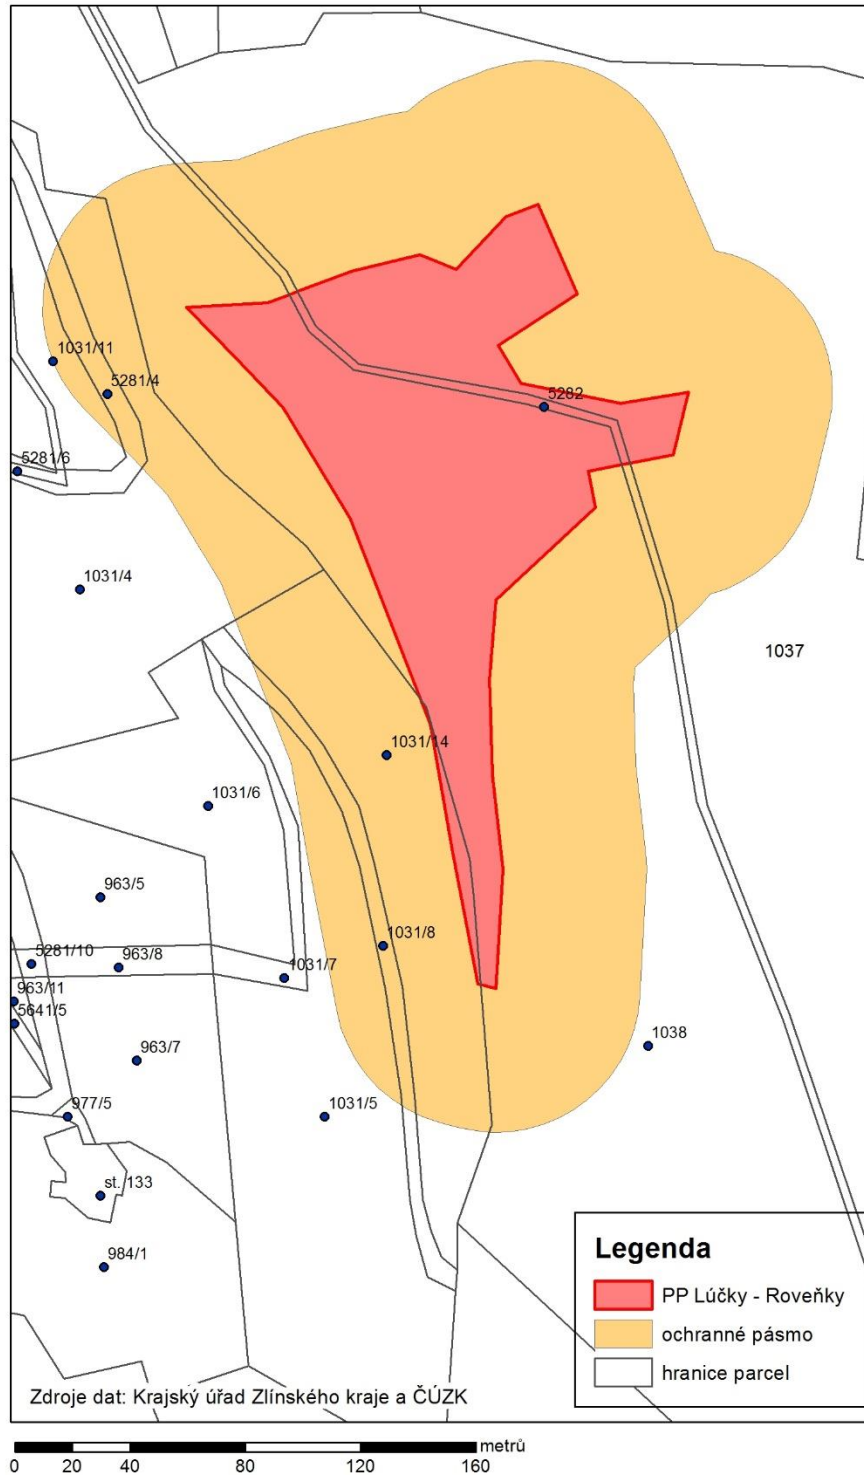 1031/11
5281/4
5282
5281/6
1031/4
1037
1031/14
1031/6
963/5
1031/8
5281/10
963/8
1031/7
963/11
5641/5
1038
963/7
977/5
1031/5
st. 133
984/1
Legenda
PP Lúčky - Roveňky
ochranné pásmo
hranice parcel
Zdroje dat: Krajský úřad Zlínského kraje a ČÚZK
metrů
0 20 40 80 120 160